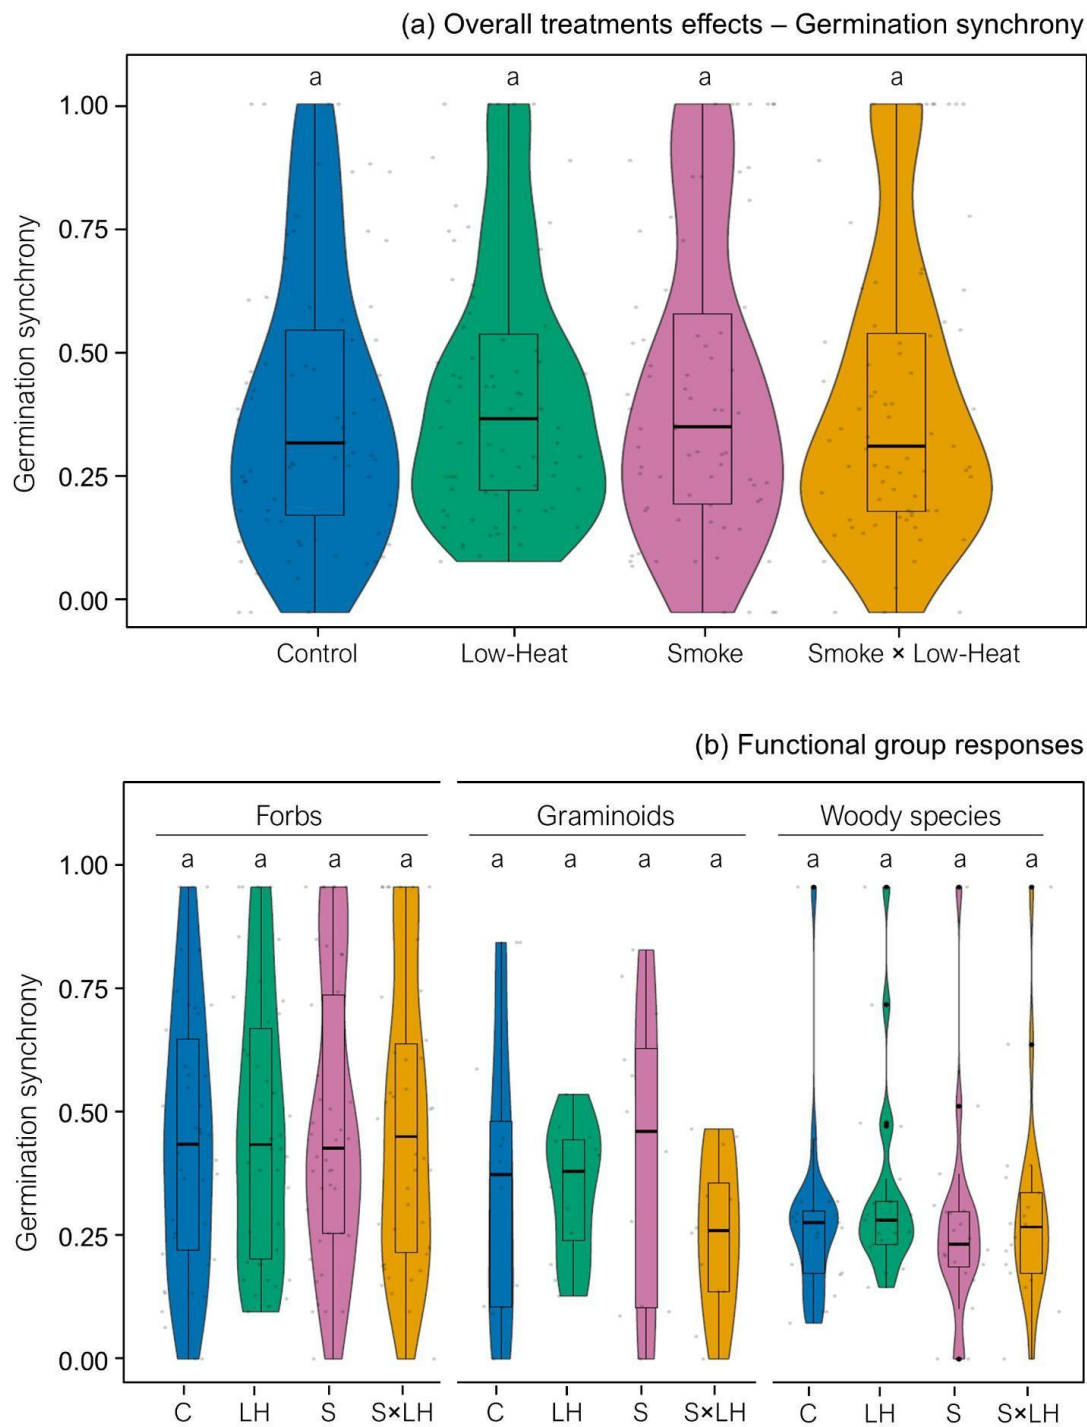 (a) Overall treatments effects – Germination synchrony
a a a a
1.00
0.75
0.50
0.25
0.00
Germination synchrony
Control Low-Heat Smoke Smoke × Low-Heat
(b) Functional group responses
Forbs Graminoids Woody species
a a a a a a a a a a a a
1.00
0.75
0.50
0.25
0.00
Germination synchrony
C LH S S×LH C LH S S×LH C LH S S×LH